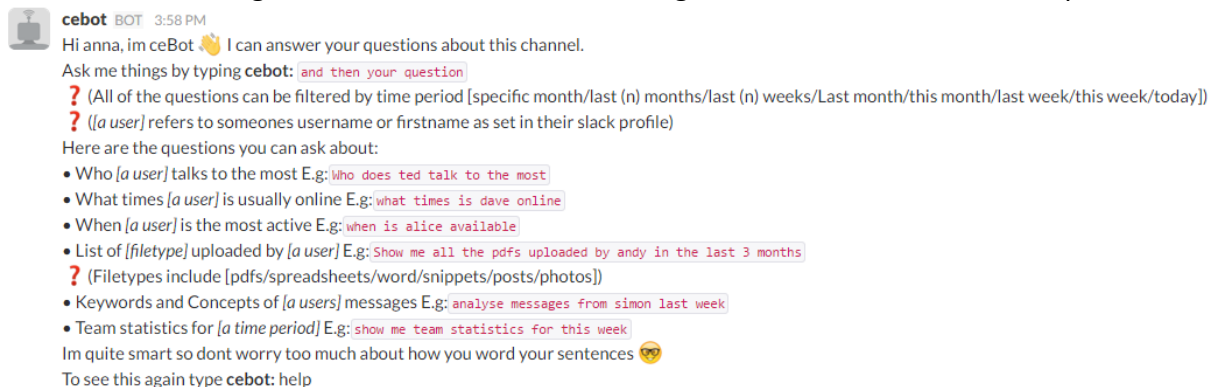 cebot BOT 3:58 PM
Hi anna, im ceBot 👋 I can answer your questions about this channel.
Ask me things by typing cebot: and then your question
❓ (All of the questions can be filtered by time period [specific month/last (n) months/last (n) weeks/Last month/this month/last week/this week/today])
❓ ([a user] refers to someones username or firstname as set in their slack profile)
Here are the questions you can ask about:
• Who [a user] talks to the most E.g: Who does ted talk to the most
• What times [a user] is usually online E.g: what times is dave online
• When [a user] is the most active E.g: when is alice available
• List of [filetype] uploaded by [a user] E.g: Show me all the pdfs uploaded by andy in the last 3 months
❓ (Filetypes include [pdfs/spreadsheets/word/snippets/posts/photos])
• Keywords and Concepts of [a users] messages E.g: analyse messages from simon last week
• Team statistics for [a time period] E.g: show me team statistics for this week
Im quite smart so dont worry too much about how you word your sentences 🤓
To see this again type cebot: help